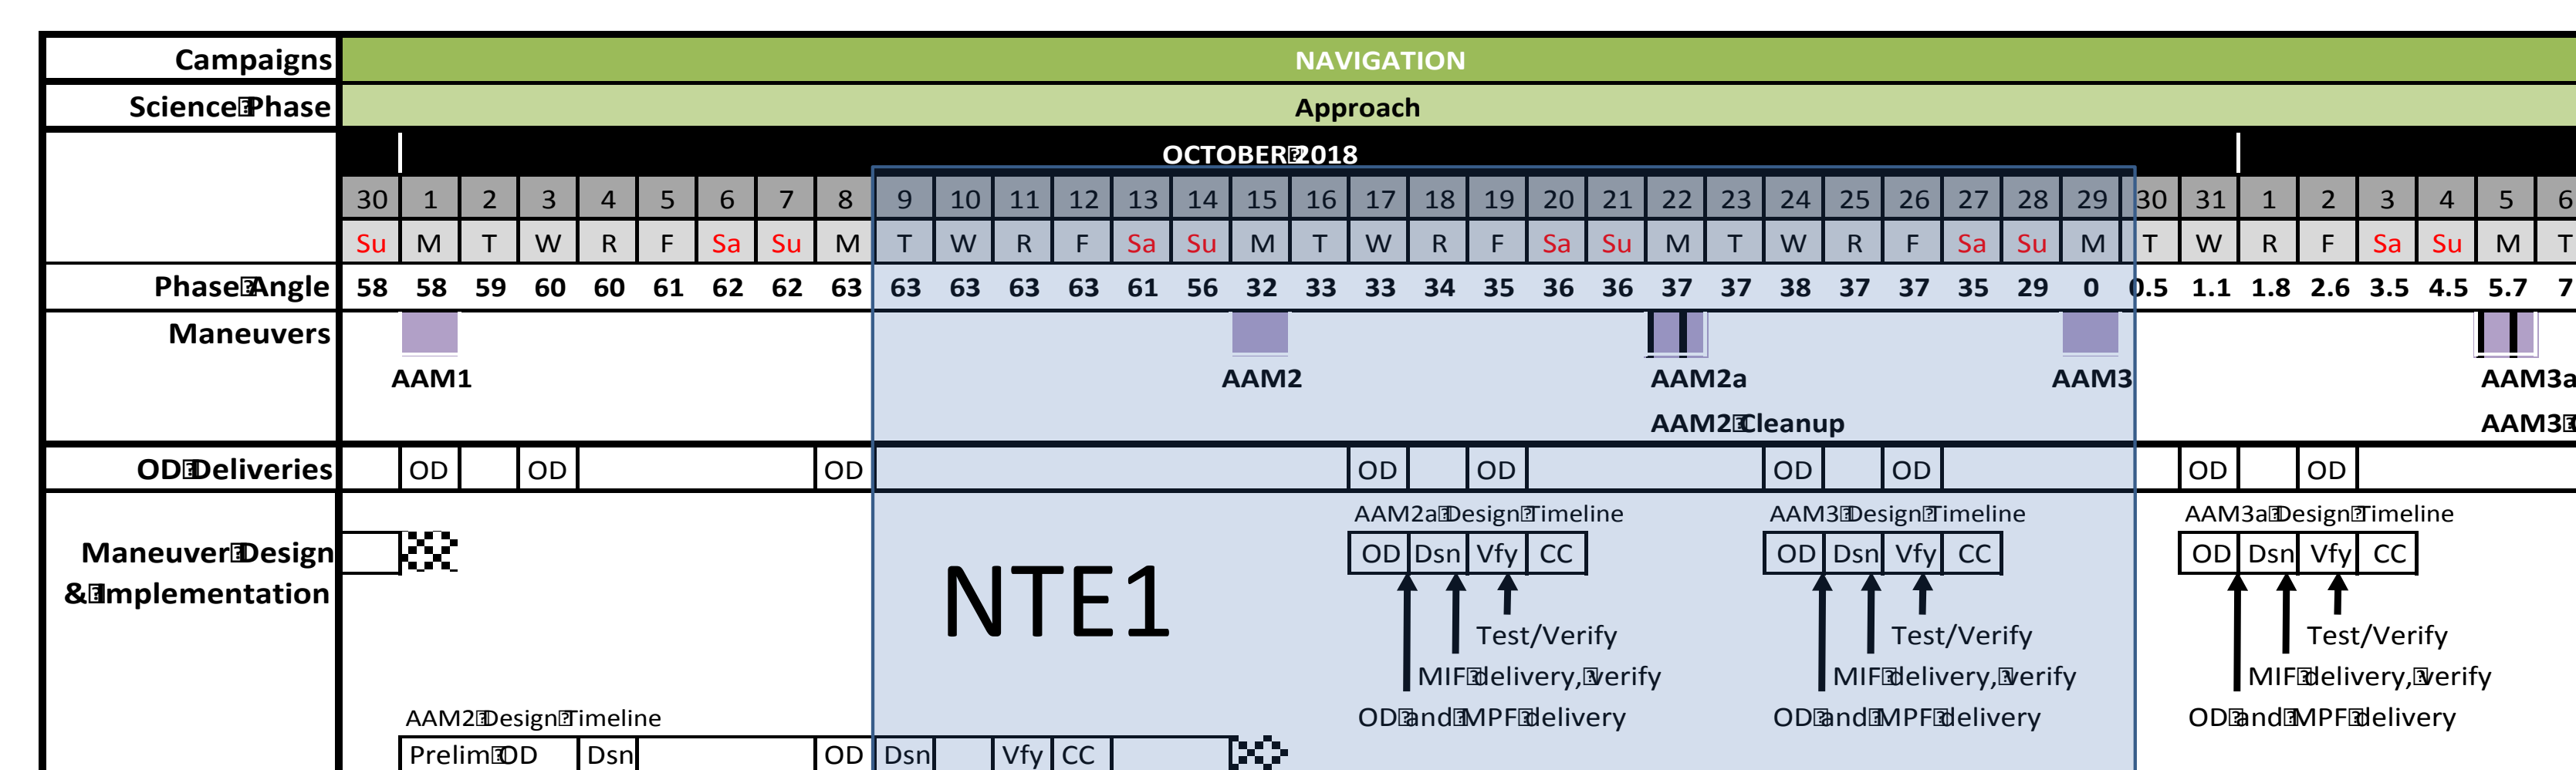 Campaigns NAVIGATION
Science Phase Approach
OCTOBER 2018
30 1 2 3 4 5 6 7 8 9 10 11 12 13 14 15 16 17 18 19 20 21 22 23 24 25 26 27 28 29 30 31 1 2 3 4 5 6
Su M T W R F Sa Su M T W R F Sa Su M T W R F Sa Su M T W R F Sa Su M T W R F Sa Su M T
Phase Angle 58 58 59 60 60 61 62 62 63 63 63 63 63 61 56 32 33 33 34 35 36 36 37 37 38 37 37 35 29 0 0.5 1.1 1.8 2.6 3.5 4.5 5.7 7
Maneuvers
AAM1 AAM2 AAM2a AAM3 AAM3a
AAM2 Cleanup AAM3
OD Deliveries OD OD OD OD OD OD OD OD OD
AAM2a Design Timeline AAM3 Design Timeline AAM3a Design Timeline
Maneuver Design OD Dsn Vfy CC OD Dsn Vfy CC OD Dsn Vfy CC
& Implementation NTE1
Test/Verify Test/Verify Test/Verify
MIF delivery, verify MIF delivery, verify MIF delivery, verify
AAM2 Design Timeline OD and MPF delivery OD and MPF delivery OD and MPF delivery
Prelim OD Dsn OD Dsn Vfy CC